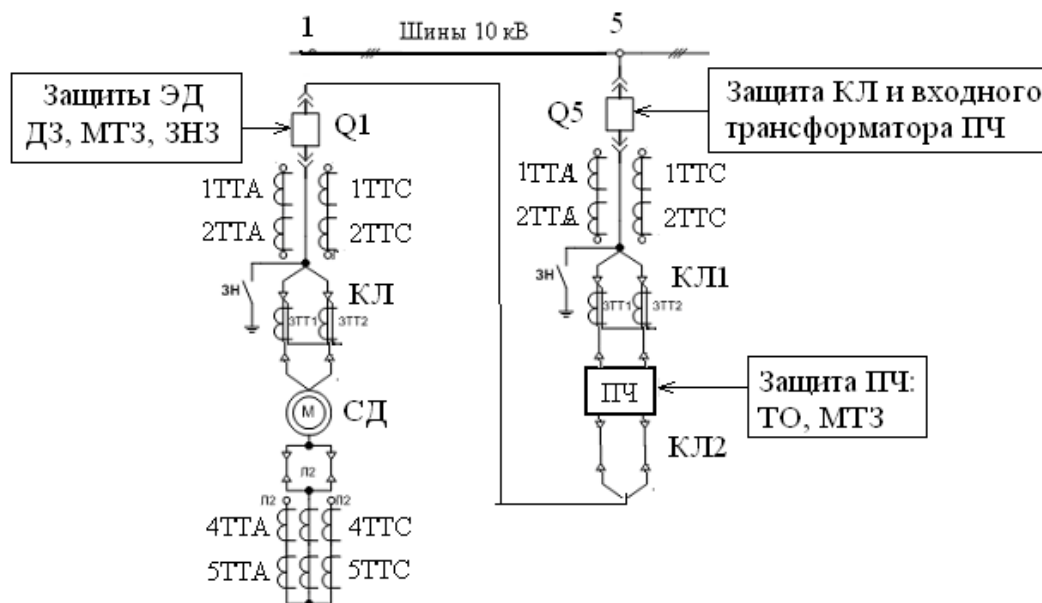 1
Шины 10 кВ
5
Защиты ЭД
ДЗ, МТЗ, ЗНЗ
Q1
Q5
Защита КЛ и входного
трансформатора ПЧ
1ТТА
1ТТС
2ТТА
2ТТС
1ТТА
1ТТС
2ТТА
2ТТС
ЗН
КЛ
3ТТ1
3ТТ2
ЗН
КЛ1
3ТТ1
3ТТ2
ПЧ
Защита ПЧ:
ТО, МТЗ
М
СД
КЛ2
П2
П2
П2
4ТТА
4ТТС
5ТТА
5ТТС